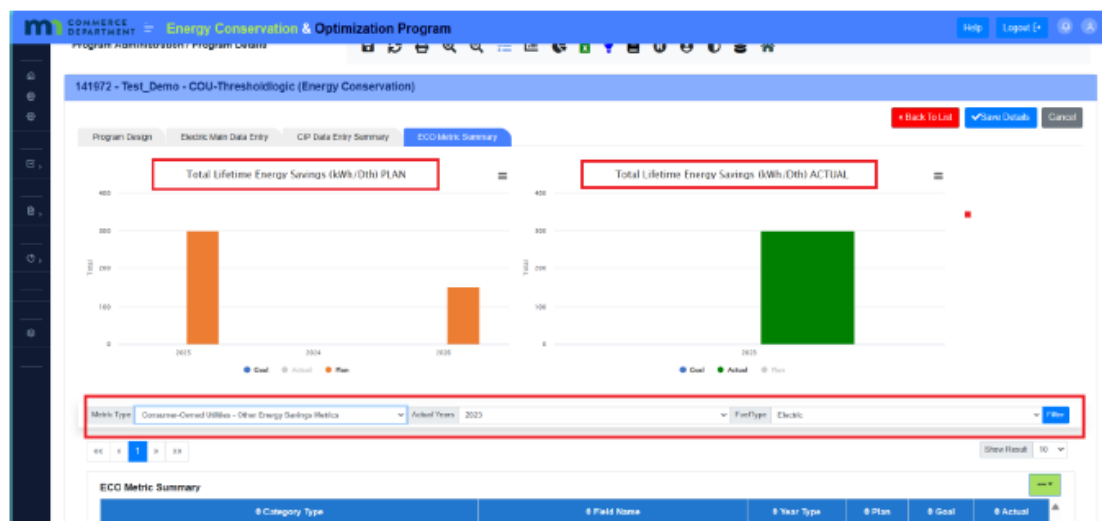 COMMERCE
DEPARTMENT
Energy Conservation & Optimization Program
Help
Logout
Program Administration / Program Details
141972 - Test_Demo - COU-Thresholdlogic (Energy Conservation)
Back To List
Save Details
Cancel
Program Design
Electric Main Data Entry
CIP Data Entry Summary
ECO Metric Summary
Total Lifetime Energy Savings (kWh/Dth) PLAN
400
300
200
100
0
Total
2024
Goal
Actual
Plan
Total Lifetime Energy Savings (kWh/Dth) ACTUAL
400
300
200
100
0
Total
Goal
Actual
Plan
Metric Type
Consumer-Owned Utilities - Other Energy Savings Metrics
Actual Years
2023
FuelType
Electric
Filter
<< < 1 > >>
Show Result
10
ECO Metric Summary
Category Type
Field Name
Year Type
Plan
Goal
Actual